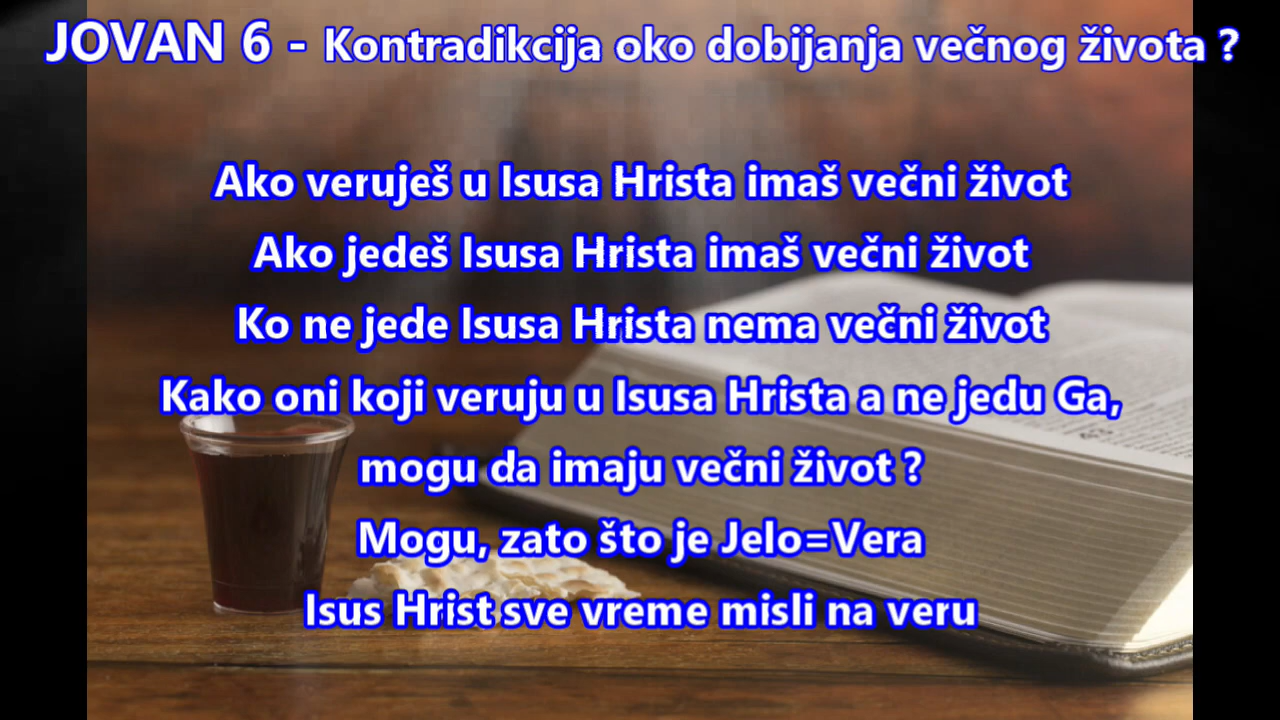 JOVAN 6 - Kontradikcija oko dobijanja večnog života ?
Ako veruješ u Isusa Hrista imaš večni život
Ako jedeš Isusa Hrista imaš večni život
Ko ne jede Isusa Hrista nema večni život
Kako oni koji veruju u Isusa Hrista a ne jedu Ga,
mogu da imaju večni život ?
Mogu, zato što je Jelo=Vera
Isus Hrist sve vreme misli na veru